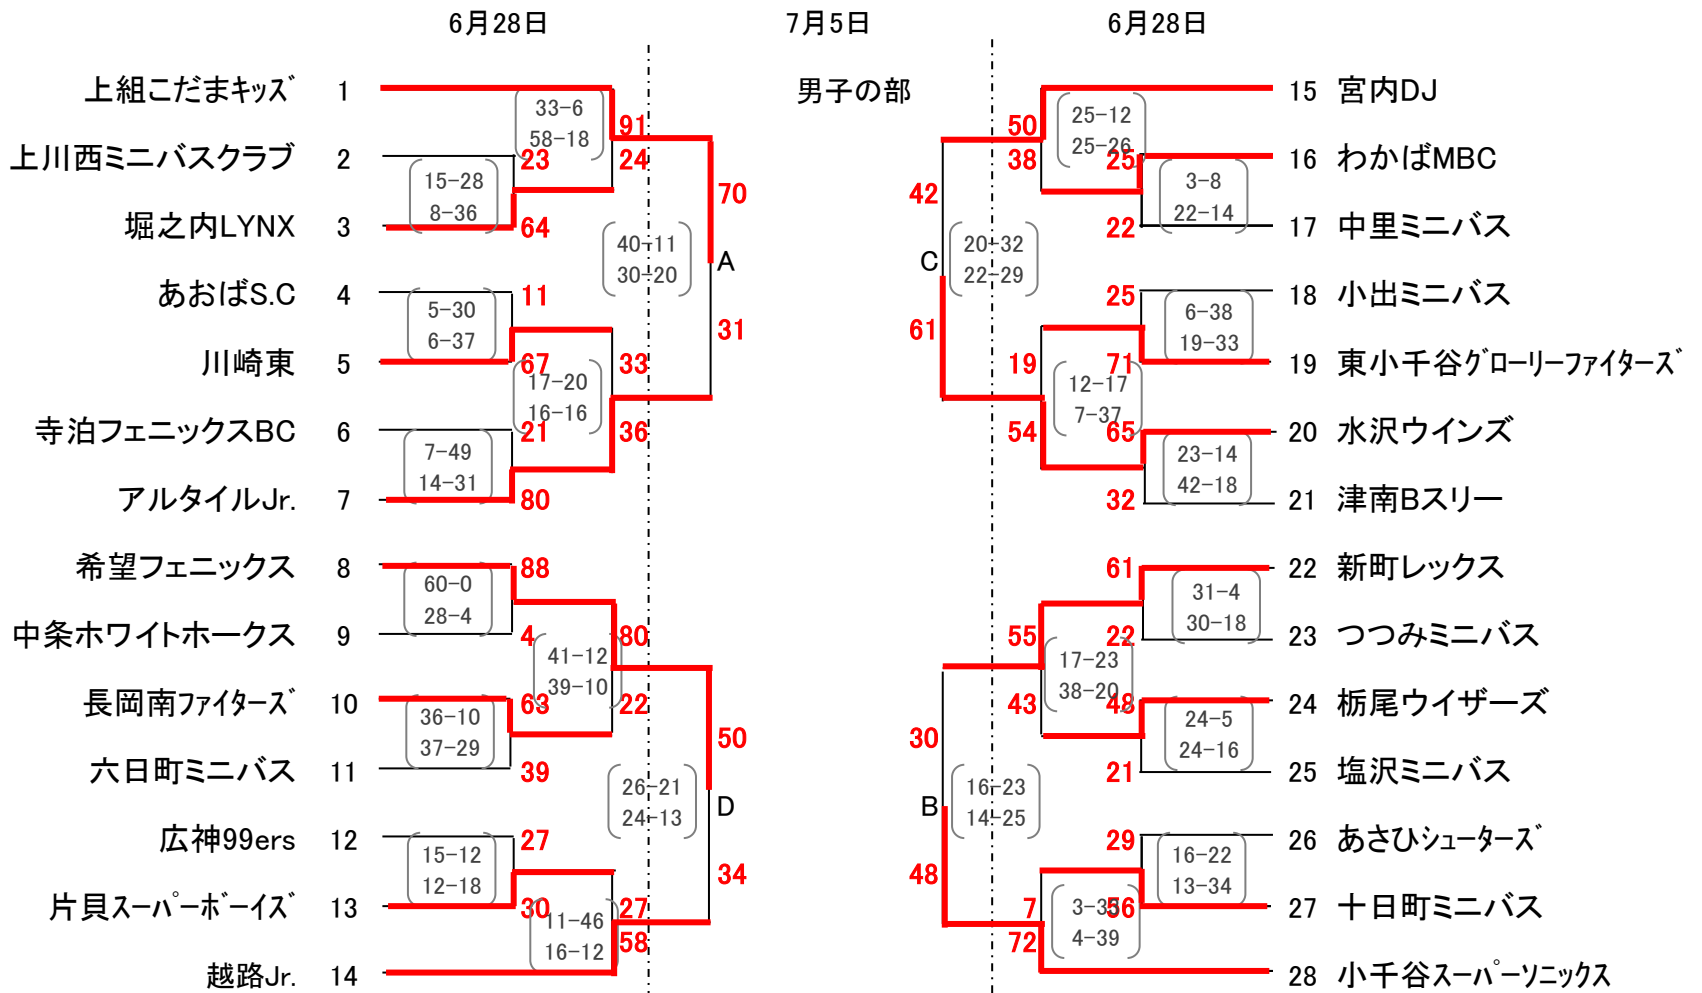 6月28日 7月5日 6月28日
男子の部
上組こだまキッズ 1
33-6
58-18
91
24
上川西ミニバスクラブ 2
23
15-28
8-36
堀之内LYNX 3
64
70
40-11
30-20
A
31
あおばS.C 4
11
5-30
6-37
川崎東 5
67
33
17-20
16-16
36
寺泊フェニックスBC 6
21
7-49
14-31
アルタイルJr. 7
80
希望フェニックス 8
88
60-0
28-4
中条ホワイトホークス 9
4
80
41-12
39-10
22
長岡南ファイターズ 10
63
36-10
37-29
六日町ミニバス 11
39
50
26-21
24-13
D
34
広神99ers 12
27
15-12
12-18
片貝スーパーボーイズ 13
30
27
11-46
16-12
58
越路Jr. 14
15 宮内DJ
50
25-12
25-26
38
16 わかばMBC
25
3-8
22-14
17 中里ミニバス
22
42
C
20-32
22-29
61
18 小出ミニバス
25
6-38
19-33
19 東小千谷グローリーファイターズ
71
19
12-17
7-37
54
20 水沢ウインズ
65
23-14
42-18
21 津南Bスリー
32
22 新町レックス
61
31-4
30-18
23 つつみミニバス
22
55
17-23
38-20
43
24 栃尾ウイザーズ
48
24-5
24-16
25 塩沢ミニバス
21
30
B
16-23
14-25
48
26 あさひシューターズ
29
16-22
13-34
27 十日町ミニバス
56
7
3-33
4-39
72
28 小千谷スーパーソニックス